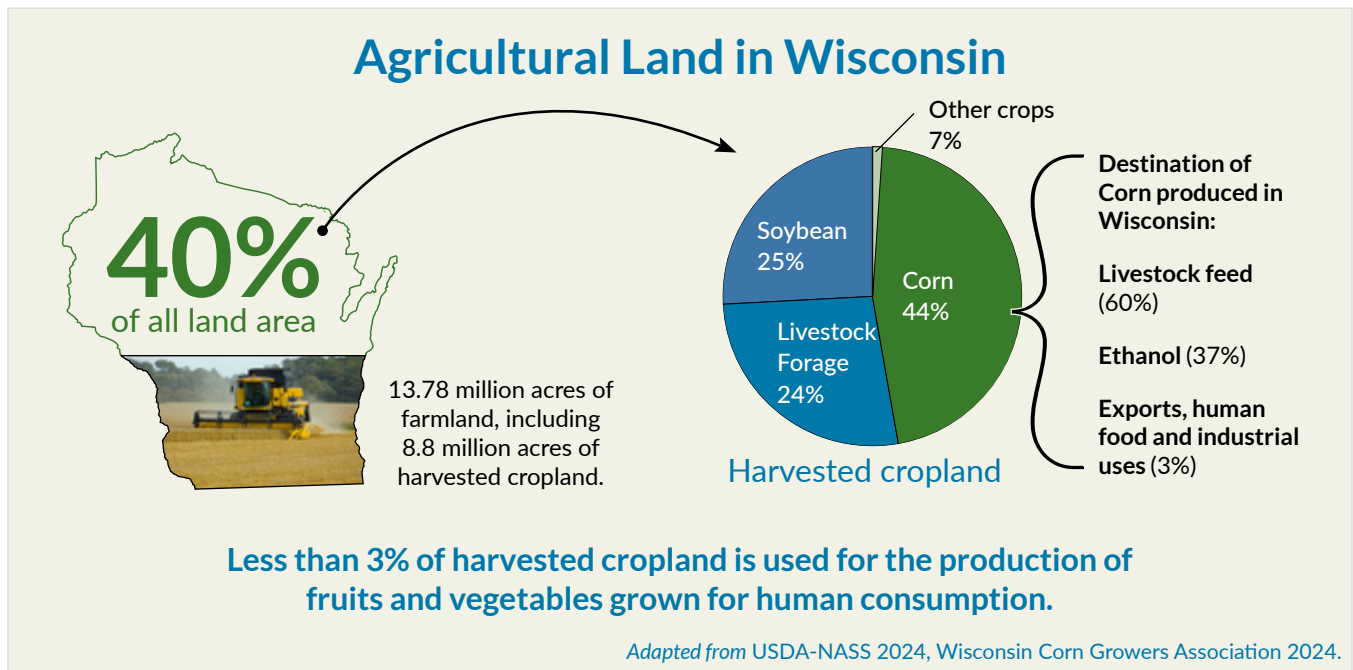 Agricultural Land in Wisconsin
40%
of all land area
13.78 million acres of
farmland, including
8.8 million acres of
harvested cropland.
Other crops
7%
Soybean
25%
Corn
44%
Livestock
Forage
24%
Harvested cropland
Destination of
Corn produced in
Wisconsin:
Livestock feed
(60%)
Ethanol (37%)
Exports, human
food and industrial
uses (3%)
Less than 3% of harvested cropland is used for the production of
fruits and vegetables grown for human consumption.
Adapted from USDA-NASS 2024, Wisconsin Corn Growers Association 2024.